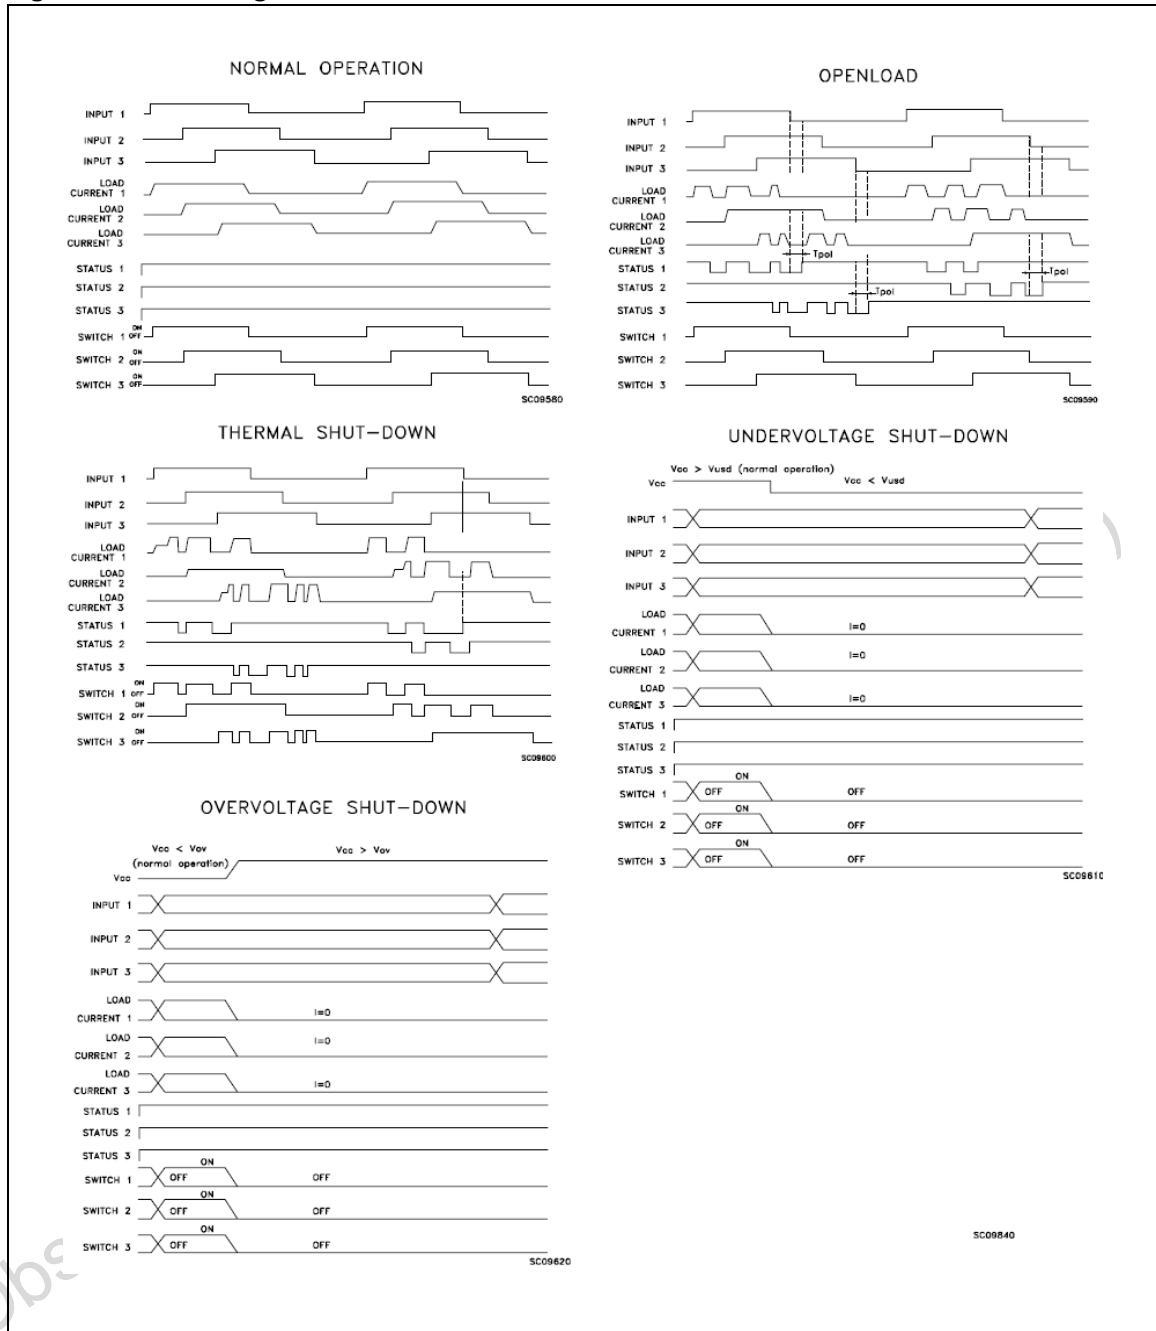 NORMAL OPERATION
INPUT 1
INPUT 2
INPUT 3
LOAD
CURRENT 1
LOAD
CURRENT 2
LOAD
CURRENT 3
STATUS 1
STATUS 2
STATUS 3
ON
SWITCH 1 OFF
ON
SWITCH 2 OFF
ON
SWITCH 3 OFF
SC09580
OPENLOAD
INPUT 1
INPUT 2
INPUT 3
LOAD
CURRENT 1
LOAD
CURRENT 2
LOAD
CURRENT 3
Tpol
STATUS 1
Tpol
STATUS 2
Tpol
STATUS 3
SWITCH 1
SWITCH 2
SWITCH 3
SC09590
THERMAL SHUT-DOWN
INPUT 1
INPUT 2
INPUT 3
LOAD
CURRENT 1
LOAD
CURRENT 2
LOAD
CURRENT 3
STATUS 1
STATUS 2
STATUS 3
ON
SWITCH 1 OFF
ON
SWITCH 2 OFF
ON
SWITCH 3 OFF
SC09600
UNDERVOLTAGE SHUT-DOWN
Vcc > Vusd (normal operation)
Vcc Vcc < Vusd
INPUT 1
INPUT 2
INPUT 3
LOAD
CURRENT 1 I=0
LOAD
CURRENT 2 I=0
LOAD
CURRENT 3 I=0
STATUS 1
STATUS 2
STATUS 3
ON
SWITCH 1 OFF OFF
ON
SWITCH 2 OFF OFF
ON
SWITCH 3 OFF OFF
SC09610
OVERVOLTAGE SHUT-DOWN
Vcc < Vov Vcc > Vov
(normal operation)
Vcc
INPUT 1
INPUT 2
INPUT 3
LOAD
CURRENT 1 I=0
LOAD
CURRENT 2 I=0
LOAD
CURRENT 3 I=0
STATUS 1
STATUS 2
STATUS 3
ON
SWITCH 1 OFF OFF
ON
SWITCH 2 OFF OFF
ON
SWITCH 3 OFF OFF
SC09620
SC09840